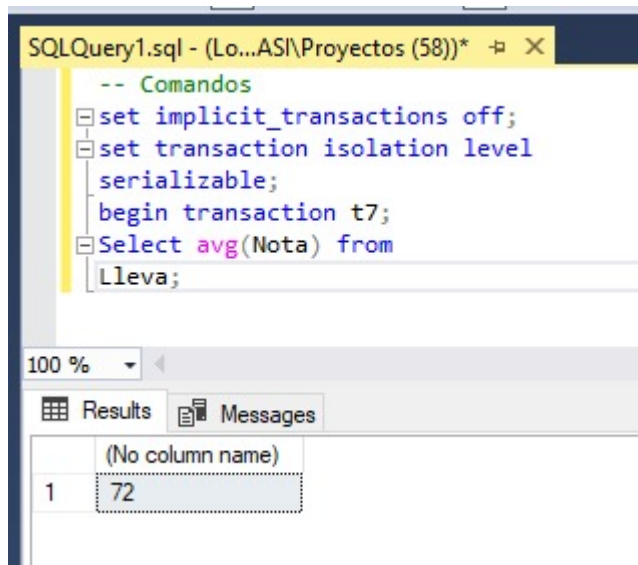 SQLQuery1.sql - (Lo...ASI\Proyectos (58))*
-- Comandos
set implicit_transactions off;
set transaction isolation level
serializable;
begin transaction t7;
Select avg(Nota) from
Lleva;
100 %
Results Messages
(No column name)
1 72